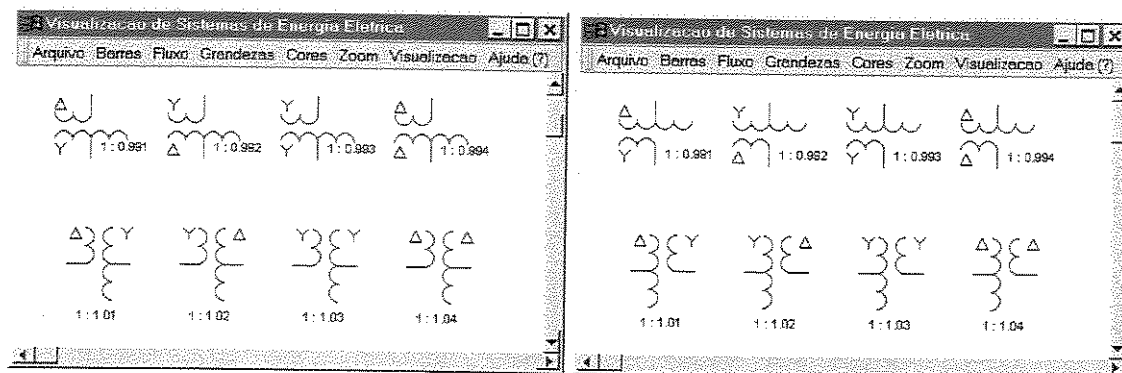 Visualizacao de Sistemas de Energia Eletrica
Arquivo Barras Fluxo Grandezas Cores Zoom Visualizacao Ajuda (?)
Δ Y Y Δ
Y 1 : 0.991 Δ 1 : 0.992 Y 1 : 0.993 Δ 1 : 0.994
Δ Y Y Δ Y Y Δ Δ
1 : 1.01 1 : 1.02 1 : 1.03 1 : 1.04
Visualizacao de Sistemas de Energia Eletrica
Arquivo Barras Fluxo Grandezas Cores Zoom Visualizacao Ajuda (?)
Δ Y Y Δ
Y 1 : 0.991 Δ 1 : 0.992 Y 1 : 0.993 Δ 1 : 0.994
Δ Y Y Δ Y Y Δ Δ
1 : 1.01 1 : 1.02 1 : 1.03 1 : 1.04